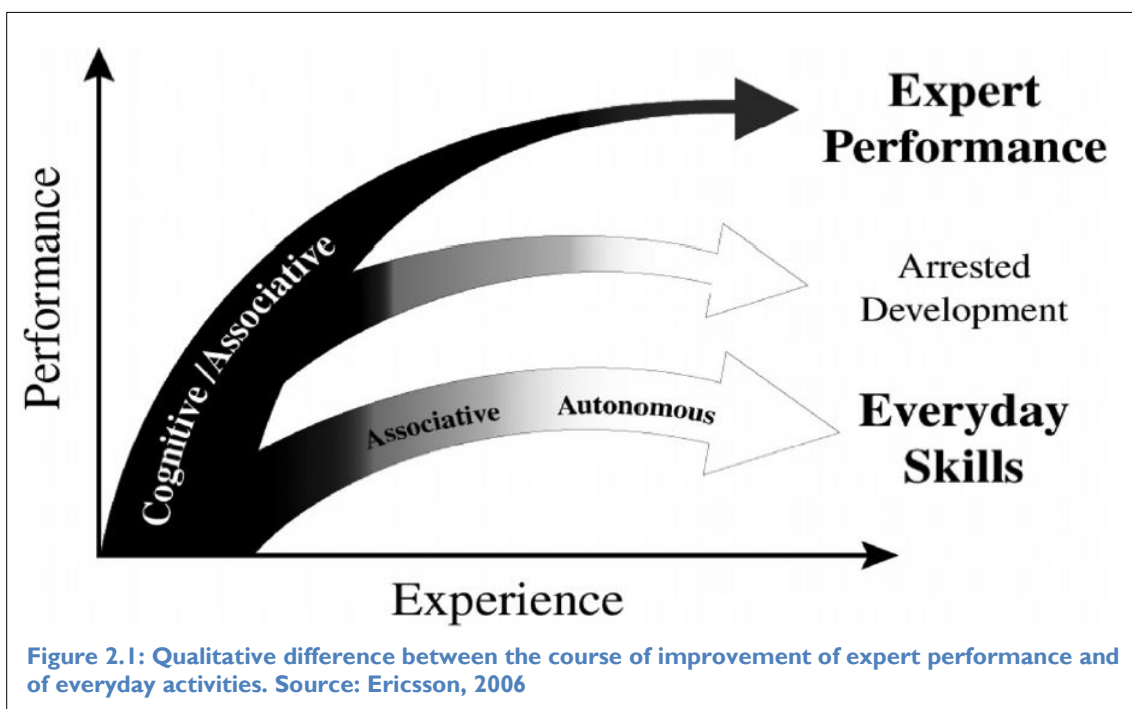 Performance
Cognitive /Associative
Expert
Performance
Arrested
Development
Associative
Autonomous
Everyday
Skills
Experience
Figure 2.1: Qualitative difference between the course of improvement of expert performance and
of everyday activities. Source: Ericsson, 2006